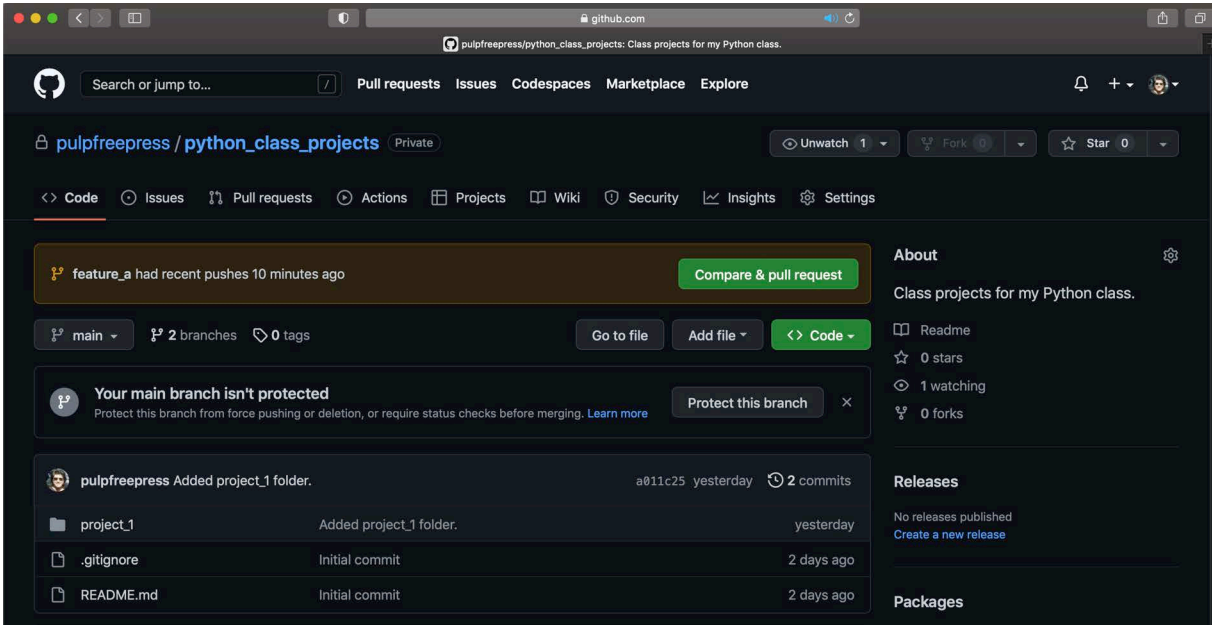 github.com
pulpfreepress/python_class_projects: Class projects for my Python class.
Search or jump to... / Pull requests Issues Codespaces Marketplace Explore
pulpfreepress / python_class_projects Private
Unwatch 1 Fork 0 Star 0
<> Code Issues Pull requests Actions Projects Wiki Security Insights Settings
feature_a had recent pushes 10 minutes ago Compare & pull request
main 2 branches 0 tags Go to file Add file <> Code
Your main branch isn't protected
Protect this branch from force pushing or deletion, or require status checks before merging. Learn more
Protect this branch
pulpfreepress Added project_1 folder. a011c25 yesterday 2 commits
project_1 Added project_1 folder. yesterday
.gitignore Initial commit 2 days ago
README.md Initial commit 2 days ago
About
Class projects for my Python class.
Readme
0 stars
1 watching
0 forks
Releases
No releases published
Create a new release
Packages